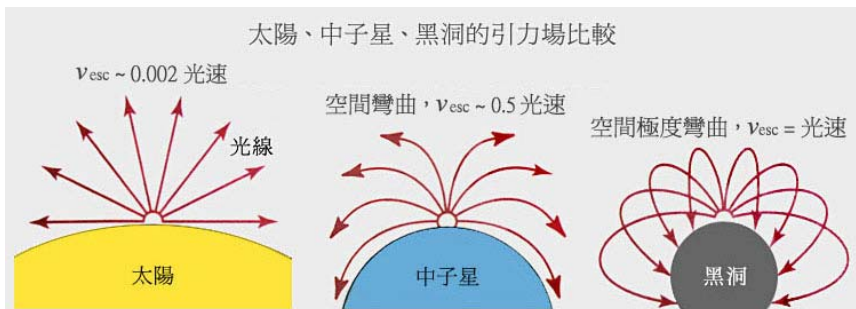 太陽、中子星、黑洞的引力場比較
vesc ~ 0.002 光速
空間彎曲，vesc ~ 0.5 光速
空間極度彎曲，vesc = 光速
光線
太陽
中子星
黑洞